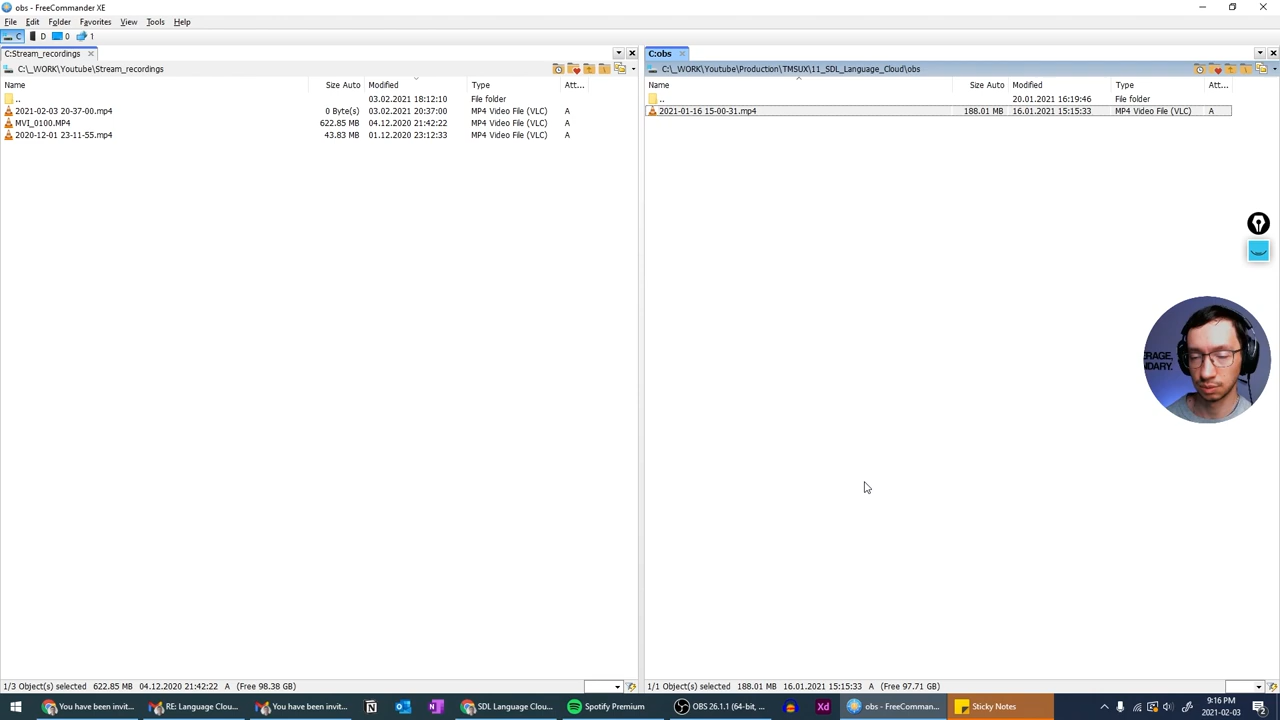 obs - FreeCommander XE
File Edit Folder Favorites View Tools Help
C D 0 1
C:Stream_recordings
C:\_WORK\Youtube\Stream_recordings
Name Size Auto Modified Type Att...
.. 03.02.2021 18:12:10 File folder
2021-02-03 20-37-00.mp4 0 Byte(s) 03.02.2021 20:37:00 MP4 Video File (VLC) A
MVI_0100.MP4 622.85 MB 04.12.2020 21:42:22 MP4 Video File (VLC) A
2020-12-01 23-11-55.mp4 43.83 MB 01.12.2020 23:12:33 MP4 Video File (VLC) A
1/3 Object(s) selected 622.85 MB 04.12.2020 21:42:22 A (Free 98.38 GB)
C:obs
C:\_WORK\Youtube\Production\TMSUX\11_SDL_Language_Cloud\obs
Name Size Auto Modified Type Att...
.. 20.01.2021 16:19:46 File folder
2021-01-16 15-00-31.mp4 188.01 MB 16.01.2021 15:15:33 MP4 Video File (VLC) A
ERAGE,
NDARY.
1/1 Object(s) selected 188.01 MB 16.01.2021 15:15:33 A (Free 97.71 GB)
You have been invit...
RE: Language Clou...
You have been invit...
SDL Language Clou...
Spotify Premium
OBS 26.1.1 (64-bit, ...
Xd
obs - FreeComman...
Sticky Notes
9:16 PM
2021-02-03